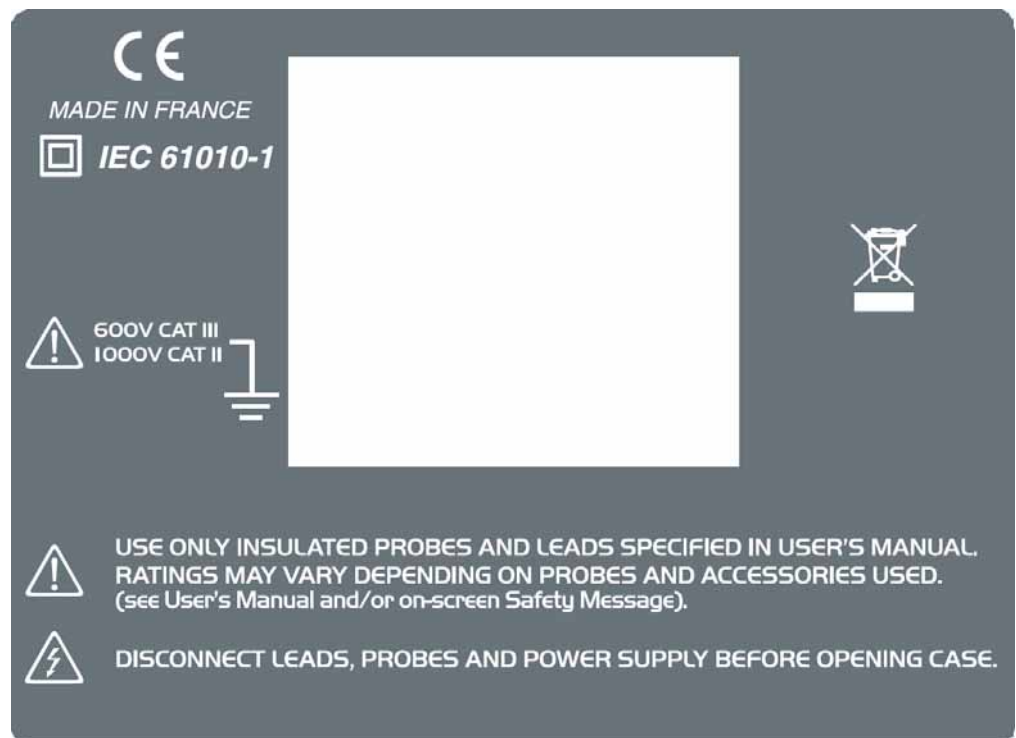 CE
MADE IN FRANCE
IEC 61010-1
600V CAT III
1000V CAT II
USE ONLY INSULATED PROBES AND LEADS SPECIFIED IN USER'S MANUAL.
RATINGS MAY VARY DEPENDING ON PROBES AND ACCESSORIES USED.
(see User's Manual and/or on-screen Safety Message).
DISCONNECT LEADS, PROBES AND POWER SUPPLY BEFORE OPENING CASE.